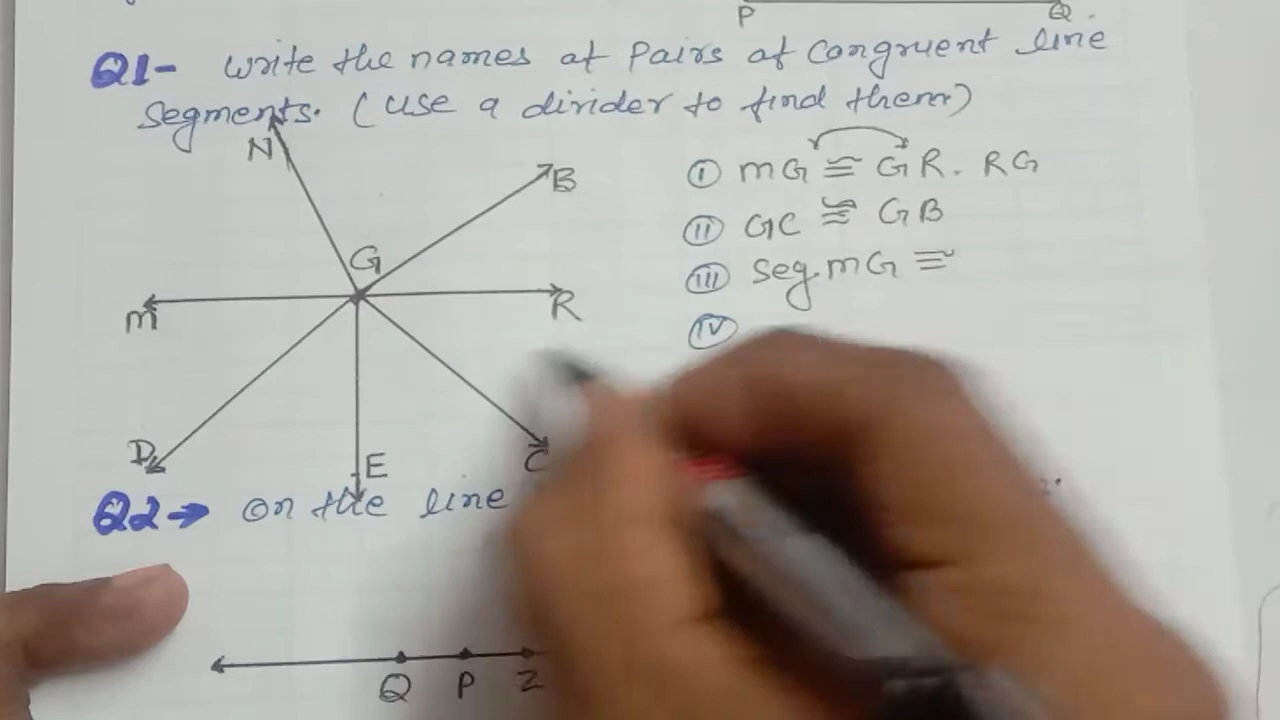 P Q.
Q1- write the names of Pairs of Congruent line
segments. (use a divider to find them)
N
B
G
M
R
D
E
C
I MG ≅ GR. RG
II GC ≅ GB
III seg. MG ≅
IV
Q2→ on the line
Q P Z